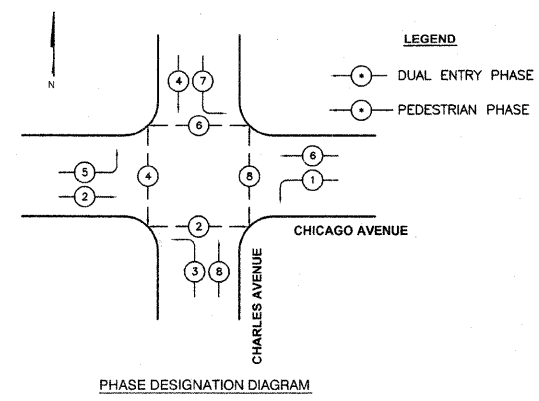 LEGEND
* DUAL ENTRY PHASE
* PEDESTRIAN PHASE
N
4 7
6
5
2
4
8
6
1
2
3 8
CHICAGO AVENUE
CHARLES AVENUE
PHASE DESIGNATION DIAGRAM